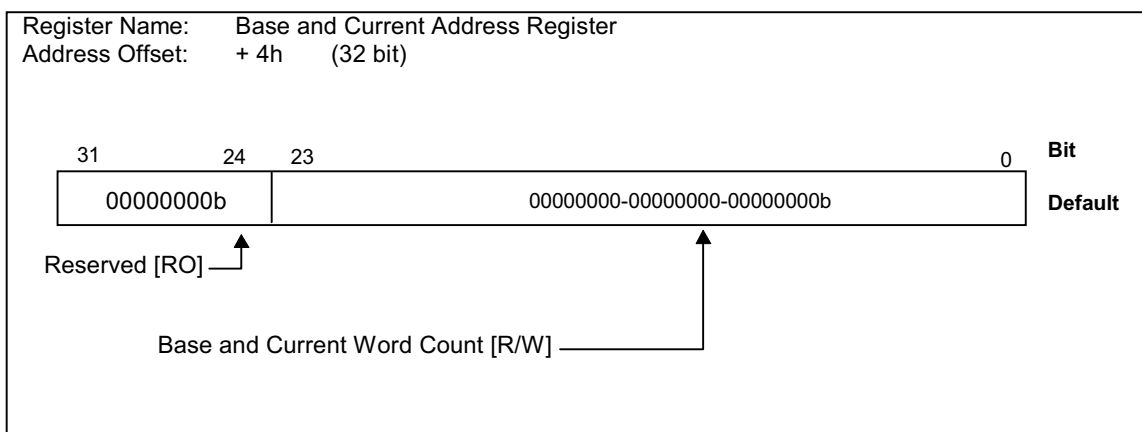 Register Name: Base and Current Address Register
Address Offset: + 4h (32 bit)
31 24 23 0 Bit
00000000b 00000000-00000000-00000000b Default
Reserved [RO]
Base and Current Word Count [R/W]